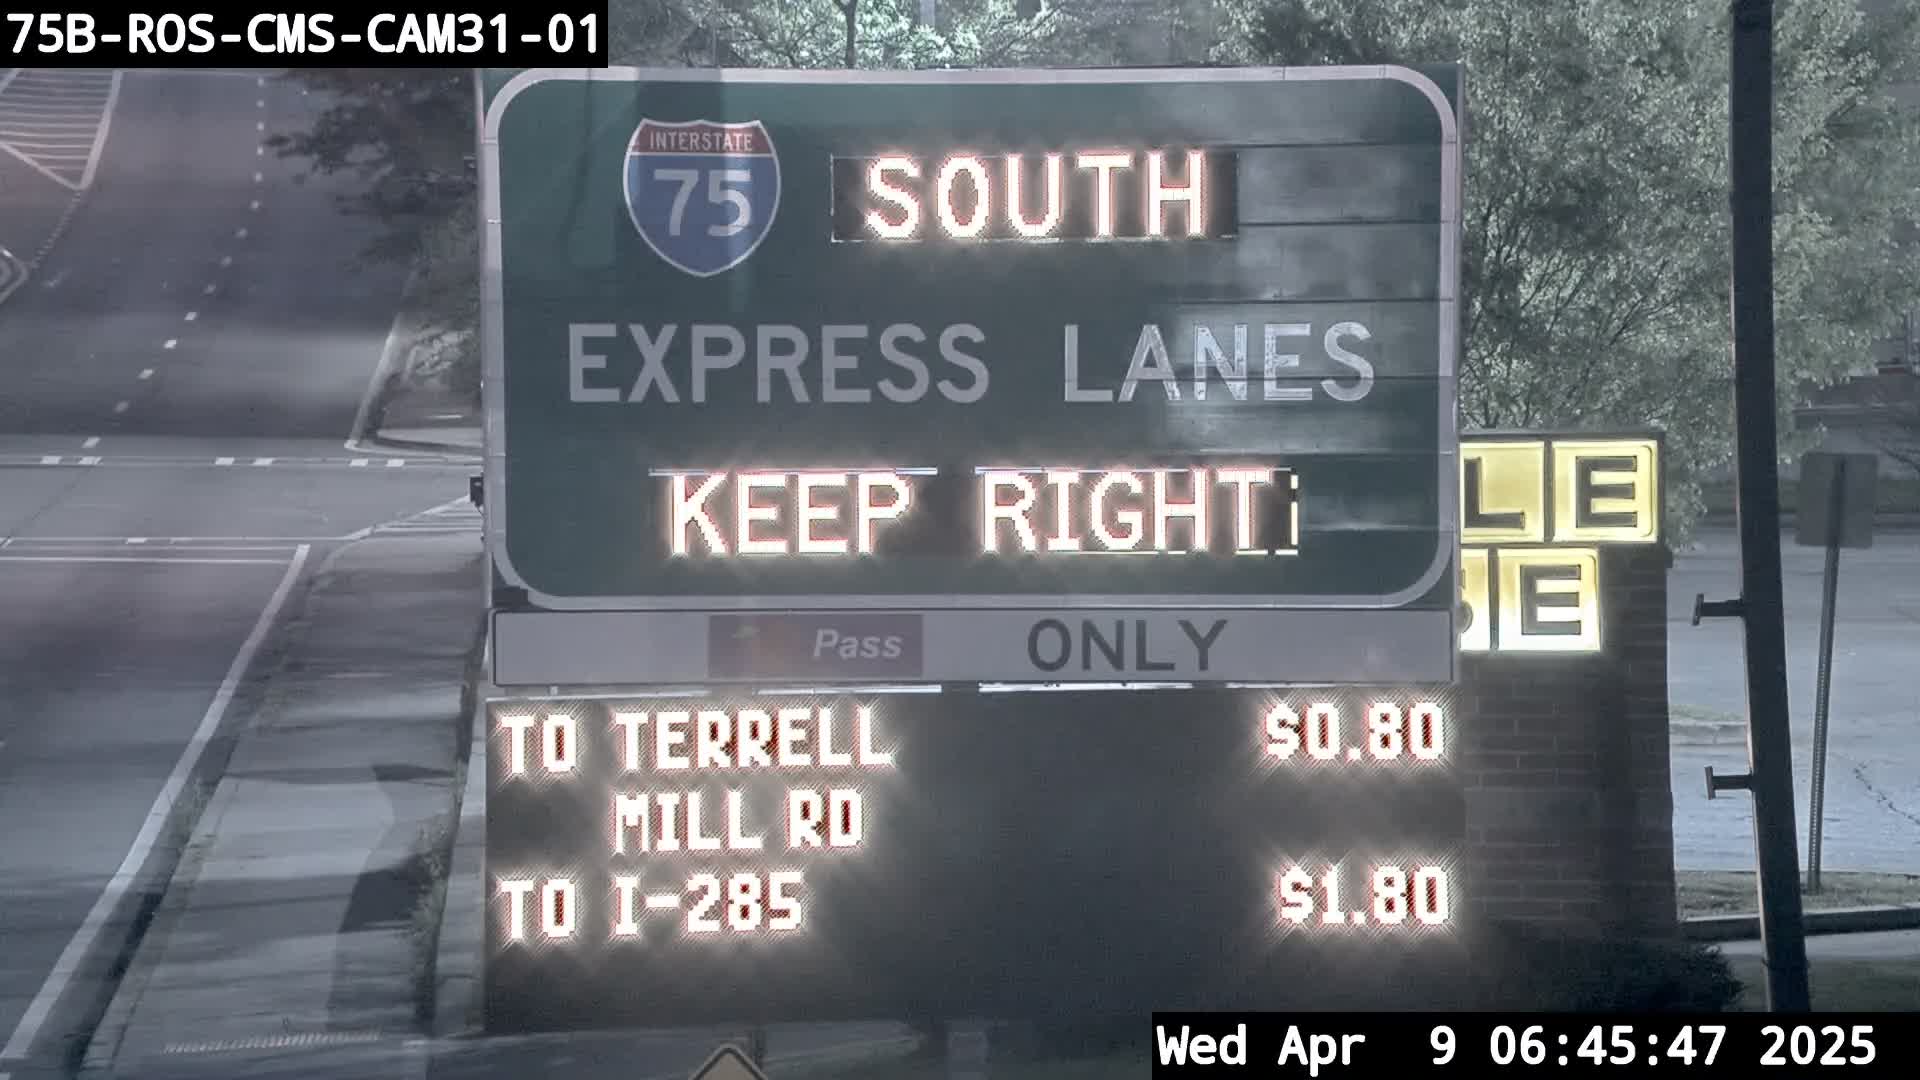 75B-ROS-CMS-CAM31-01
INTERSTATE
75
SOUTH
EXPRESS LANES
KEEP RIGHT
Pass ONLY
TO TERRELL $0.80
MILL RD
TO I-285 $1.80
LE
E
Wed Apr 9 06:45:47 2025